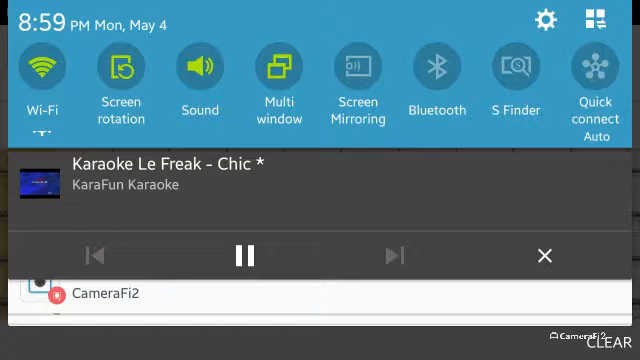 8:59 PM Mon, May 4
Wi-Fi
Screen rotation
Sound
Multi window
Screen Mirroring
Bluetooth
S Finder
Quick connect
Auto
Karaoke Le Freak - Chic *
KaraFun Karaoke
CameraFi2
CameraFi2
CLEAR